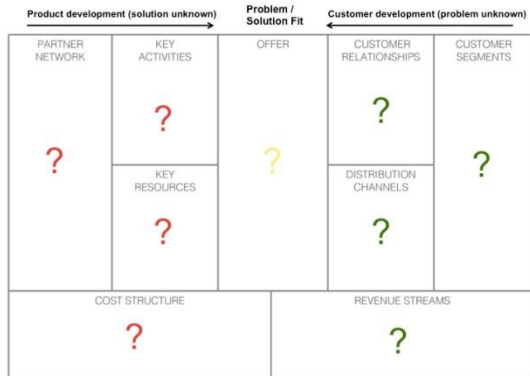 Product development (solution unknown)
Problem /
Solution Fit
Customer development (problem unknown)
PARTNER
NETWORK
?
KEY
ACTIVITIES
?
KEY
RESOURCES
?
OFFER
?
CUSTOMER
RELATIONSHIPS
?
DISTRIBUTION
CHANNELS
?
CUSTOMER
SEGMENTS
?
COST STRUCTURE
?
REVENUE STREAMS
?